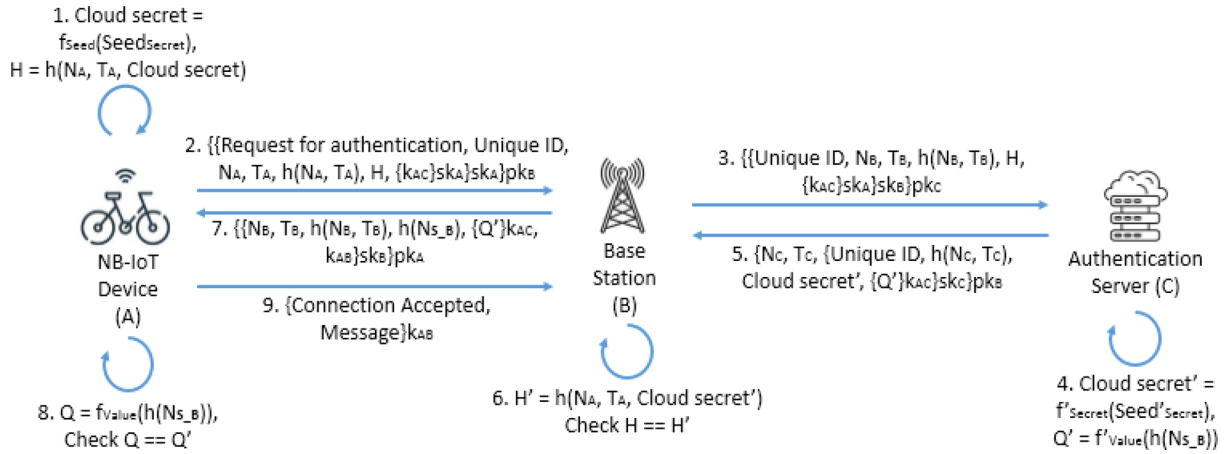 1. Cloud secret =
fSeed(SeedSecret),
H = h(NA, TA, Cloud secret)
2. {{Request for authentication, Unique ID,
NA, TA, h(NA, TA), H, {kAC}skA}skA}pkB
3. {{Unique ID, NB, TB, h(NB, TB), H,
{kAC}skA}skB}pkC
7. {{NB, TB, h(NB, TB), h(NS_B), {Q'}kAC,
kAB}skB}pkA
5. {NC, TC, {Unique ID, h(NC, TC),
Cloud secret', {Q'}kAC}skC}pkB
NB-IoT
Device
(A)
Base
Station
(B)
Authentication
Server (C)
9. {Connection Accepted,
Message}kAB
8. Q = fValue(h(NS_B)),
Check Q == Q'
6. H' = h(NA, TA, Cloud secret')
Check H == H'
4. Cloud secret' =
f'Secret(Seed'Secret),
Q' = f'Value(h(NS_B))